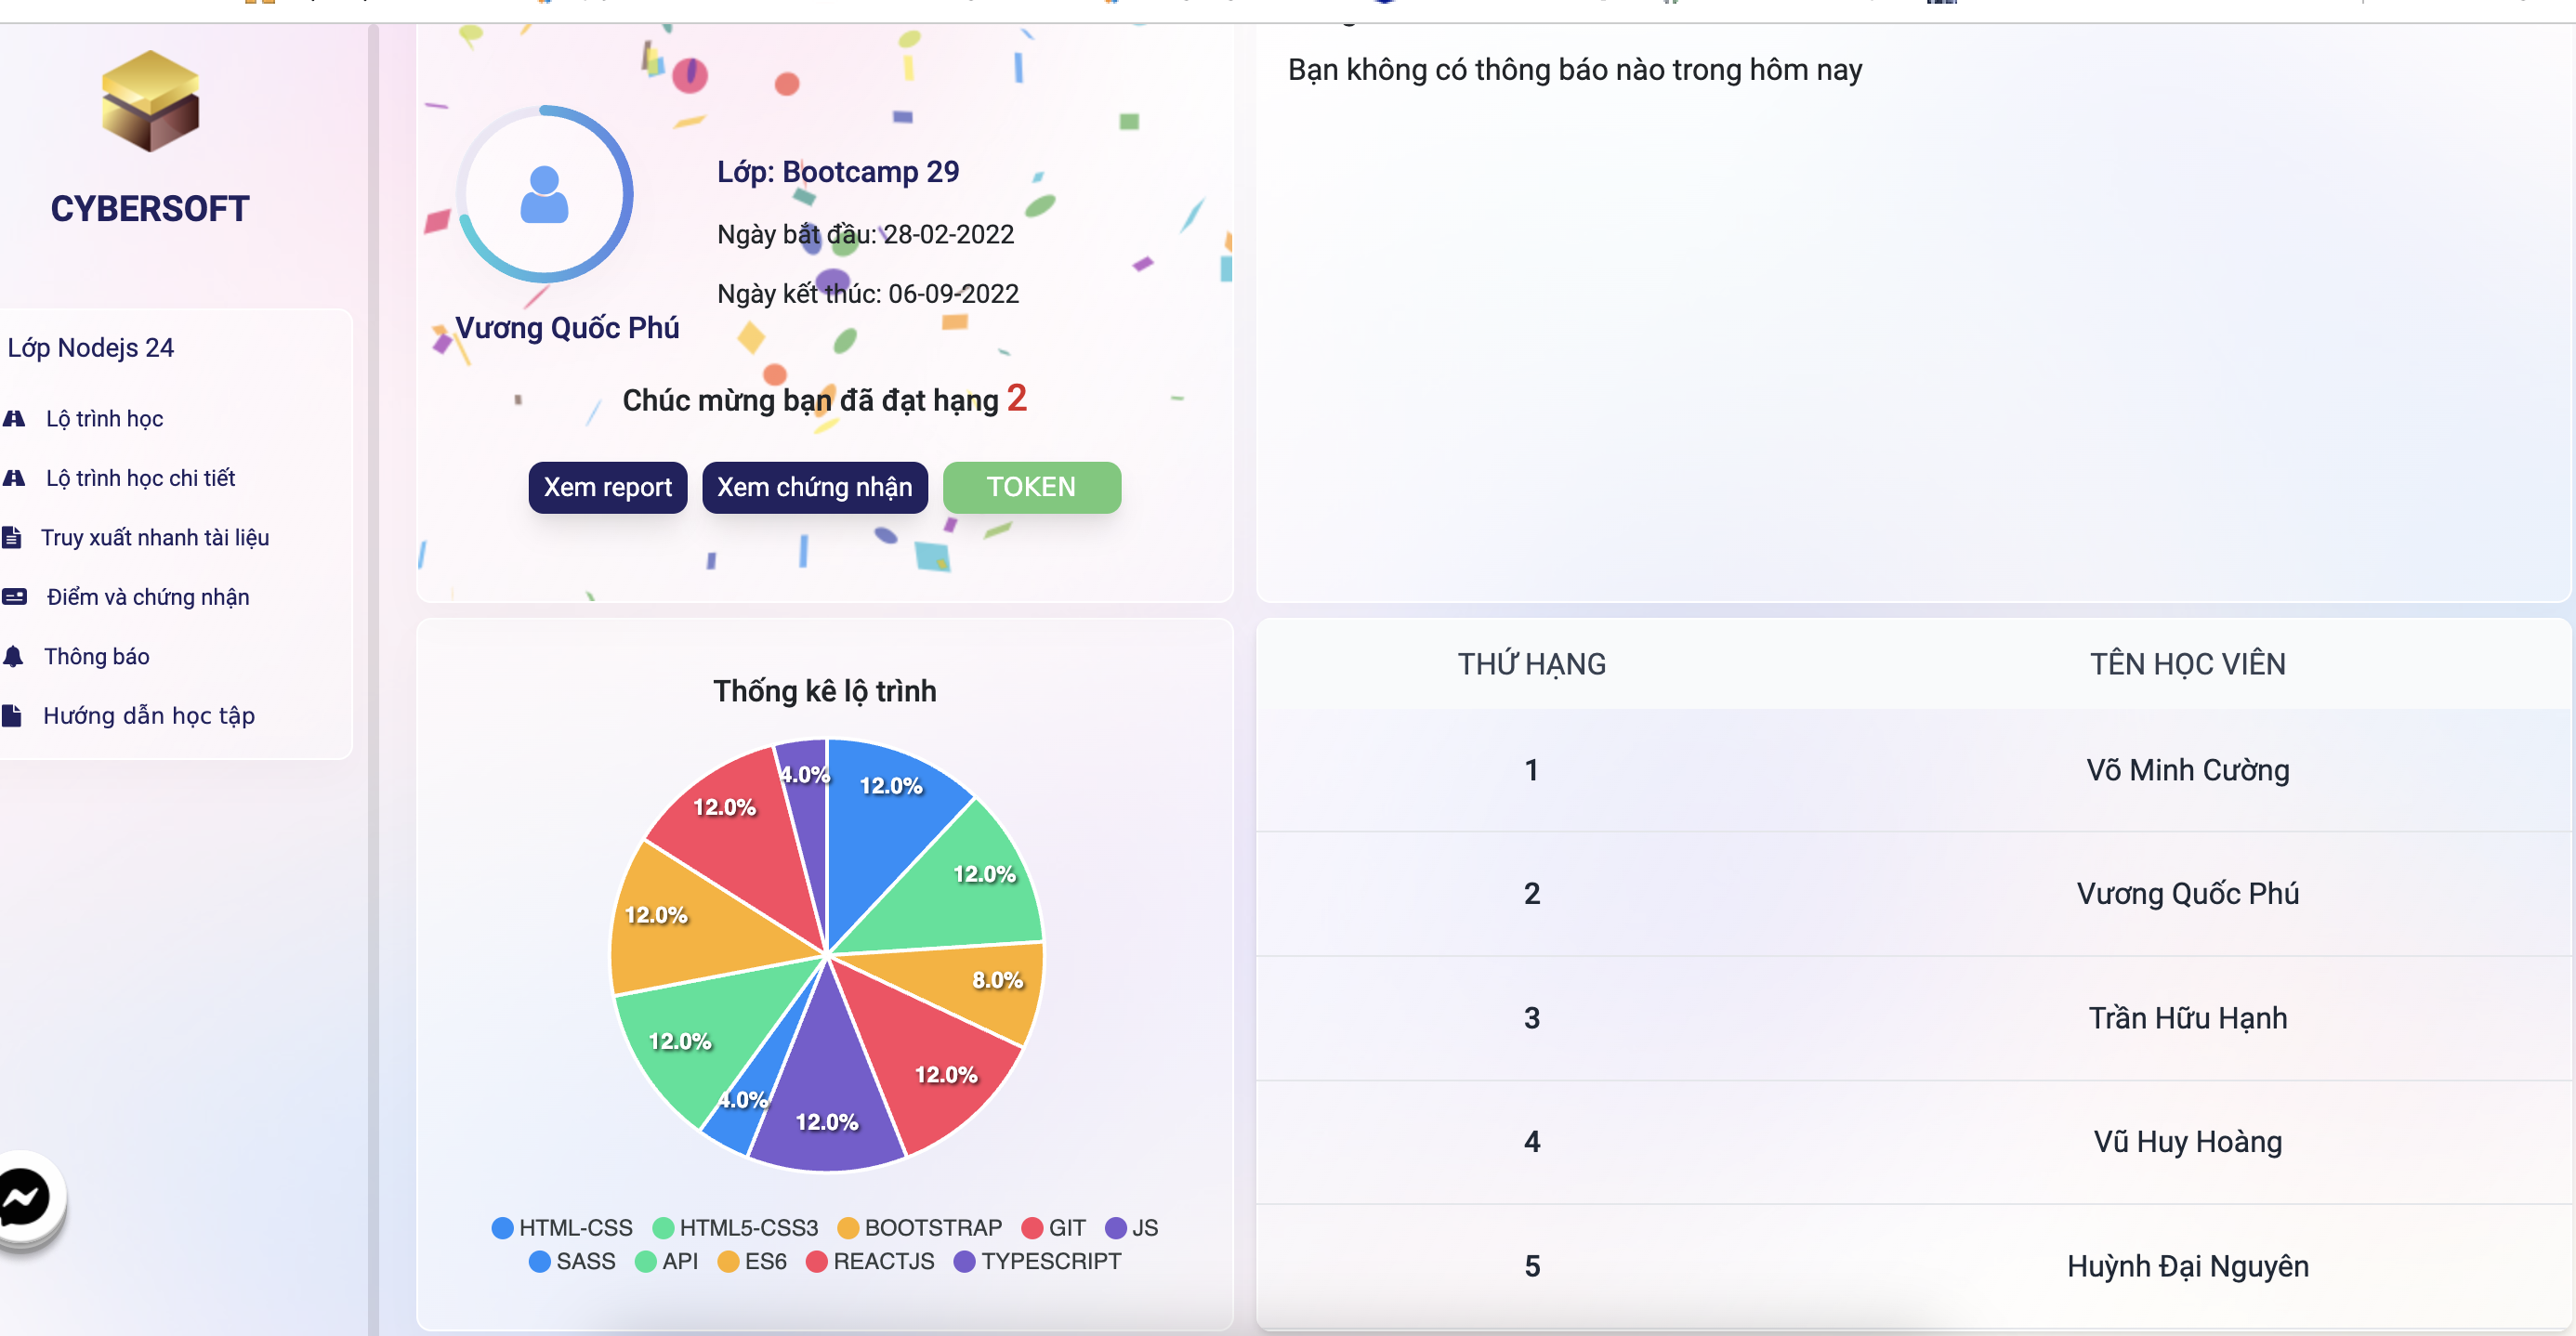 CYBERSOFT
Lớp Nodejs 24
Lộ trình học
Lộ trình học chi tiết
Truy xuất nhanh tài liệu
Điểm và chứng nhận
Thông báo
Hướng dẫn học tập
Lớp: Bootcamp 29
Ngày bắt đầu: 28-02-2022
Ngày kết thúc: 06-09-2022
Vương Quốc Phú
Chúc mừng bạn đã đạt hạng 2
Xem report
Xem chứng nhận
TOKEN
Bạn không có thông báo nào trong hôm nay
Thống kê lộ trình
12.0%
12.0%
8.0%
12.0%
12.0%
4.0%
12.0%
12.0%
12.0%
4.0%
HTML-CSS HTML5-CSS3 BOOTSTRAP GIT JS
SASS API ES6 REACTJS TYPESCRIPT
THỨ HẠNG TÊN HỌC VIÊN
1 Võ Minh Cường
2 Vương Quốc Phú
3 Trần Hữu Hạnh
4 Vũ Huy Hoàng
5 Huỳnh Đại Nguyên